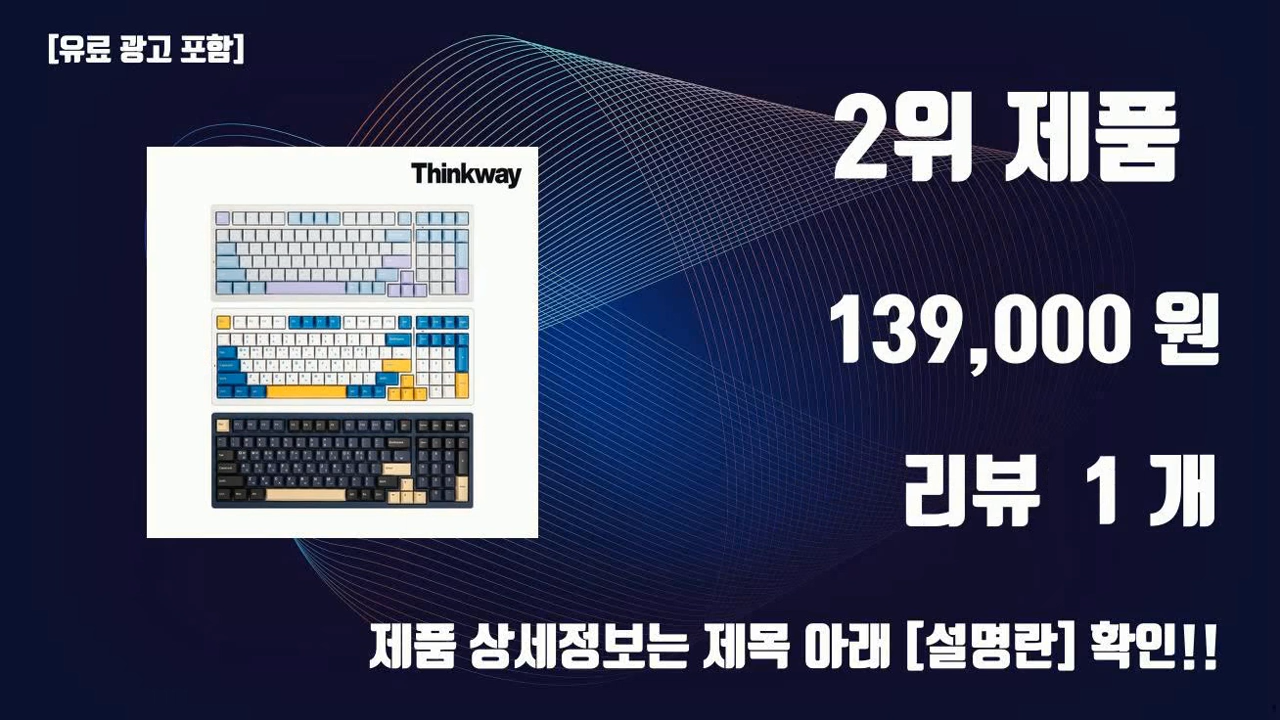 [유료 광고 포함]
2위 제품
Thinkway
139,000 원
리뷰 1 개
제품 상세정보는 제목 아래 [설명란] 확인!!